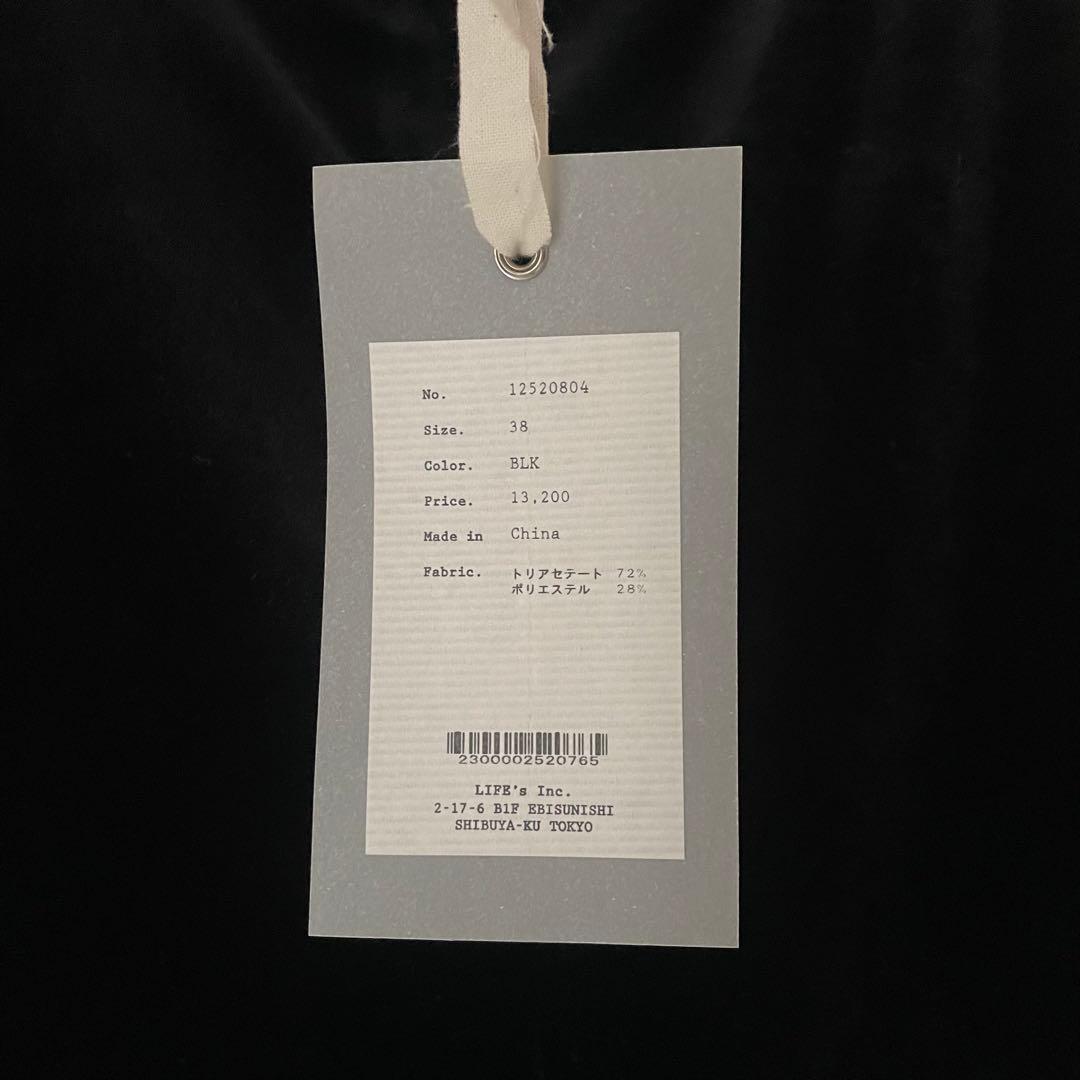 No. 12520804
Size. 38
Color. BLK
Price. 13,200
Made in China
Fabric. トリアセテート 72%
ポリエステル 28%
2300002520765
LIFE's Inc.
2-17-6 B1F EBISUNISHI
SHIBUYA-KU TOKYO